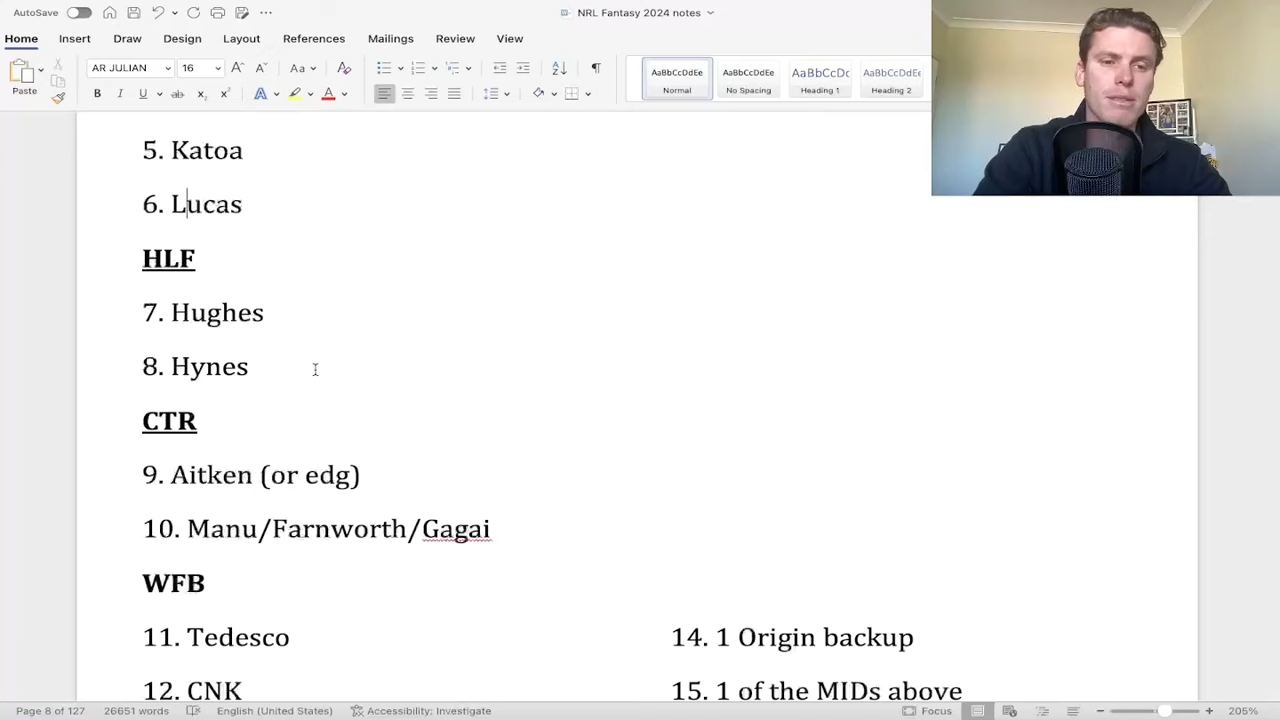 AutoSave
NRL Fantasy 2024 notes
Home Insert Draw Design Layout References Mailings Review View
Paste
AR JULIAN 16
AaBbCcDdEe Normal
AaBbCcDdEe No Spacing
AaBbCcDc Heading 1
AaBbCcDdEe Heading 2
5. Katoa
6. Lucas
HLF
7. Hughes
8. Hynes
CTR
9. Aitken (or edg)
10. Manu/Farnworth/Gagai
WFB
11. Tedesco
14. 1 Origin backup
12. CNK
15. 1 of the MIDs above
Page 8 of 127 26651 words English (United States) Accessibility: Investigate Focus 205%